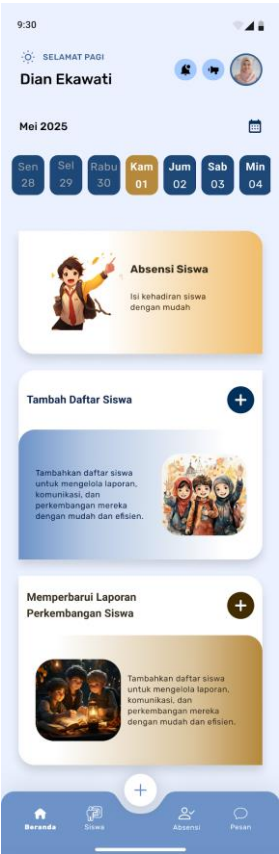 9:30
SELAMAT PAGI
Dian Ekawati
Mei 2025
Sen Sel Rabu Kam Jum Sab Min
28 29 30 01 02 03 04
Absensi Siswa
Isi kehadiran siswa
dengan mudah
Tambah Daftar Siswa
Tambahkan daftar siswa
untuk mengelola laporan,
komunikasi, dan
perkembangan mereka
dengan mudah dan efisien.
Memperbarui Laporan
Perkembangan Siswa
Tambahkan daftar siswa
untuk mengelola laporan,
komunikasi, dan
perkembangan mereka
dengan mudah dan efisien.
Beranda Siswa Absensi Pesan